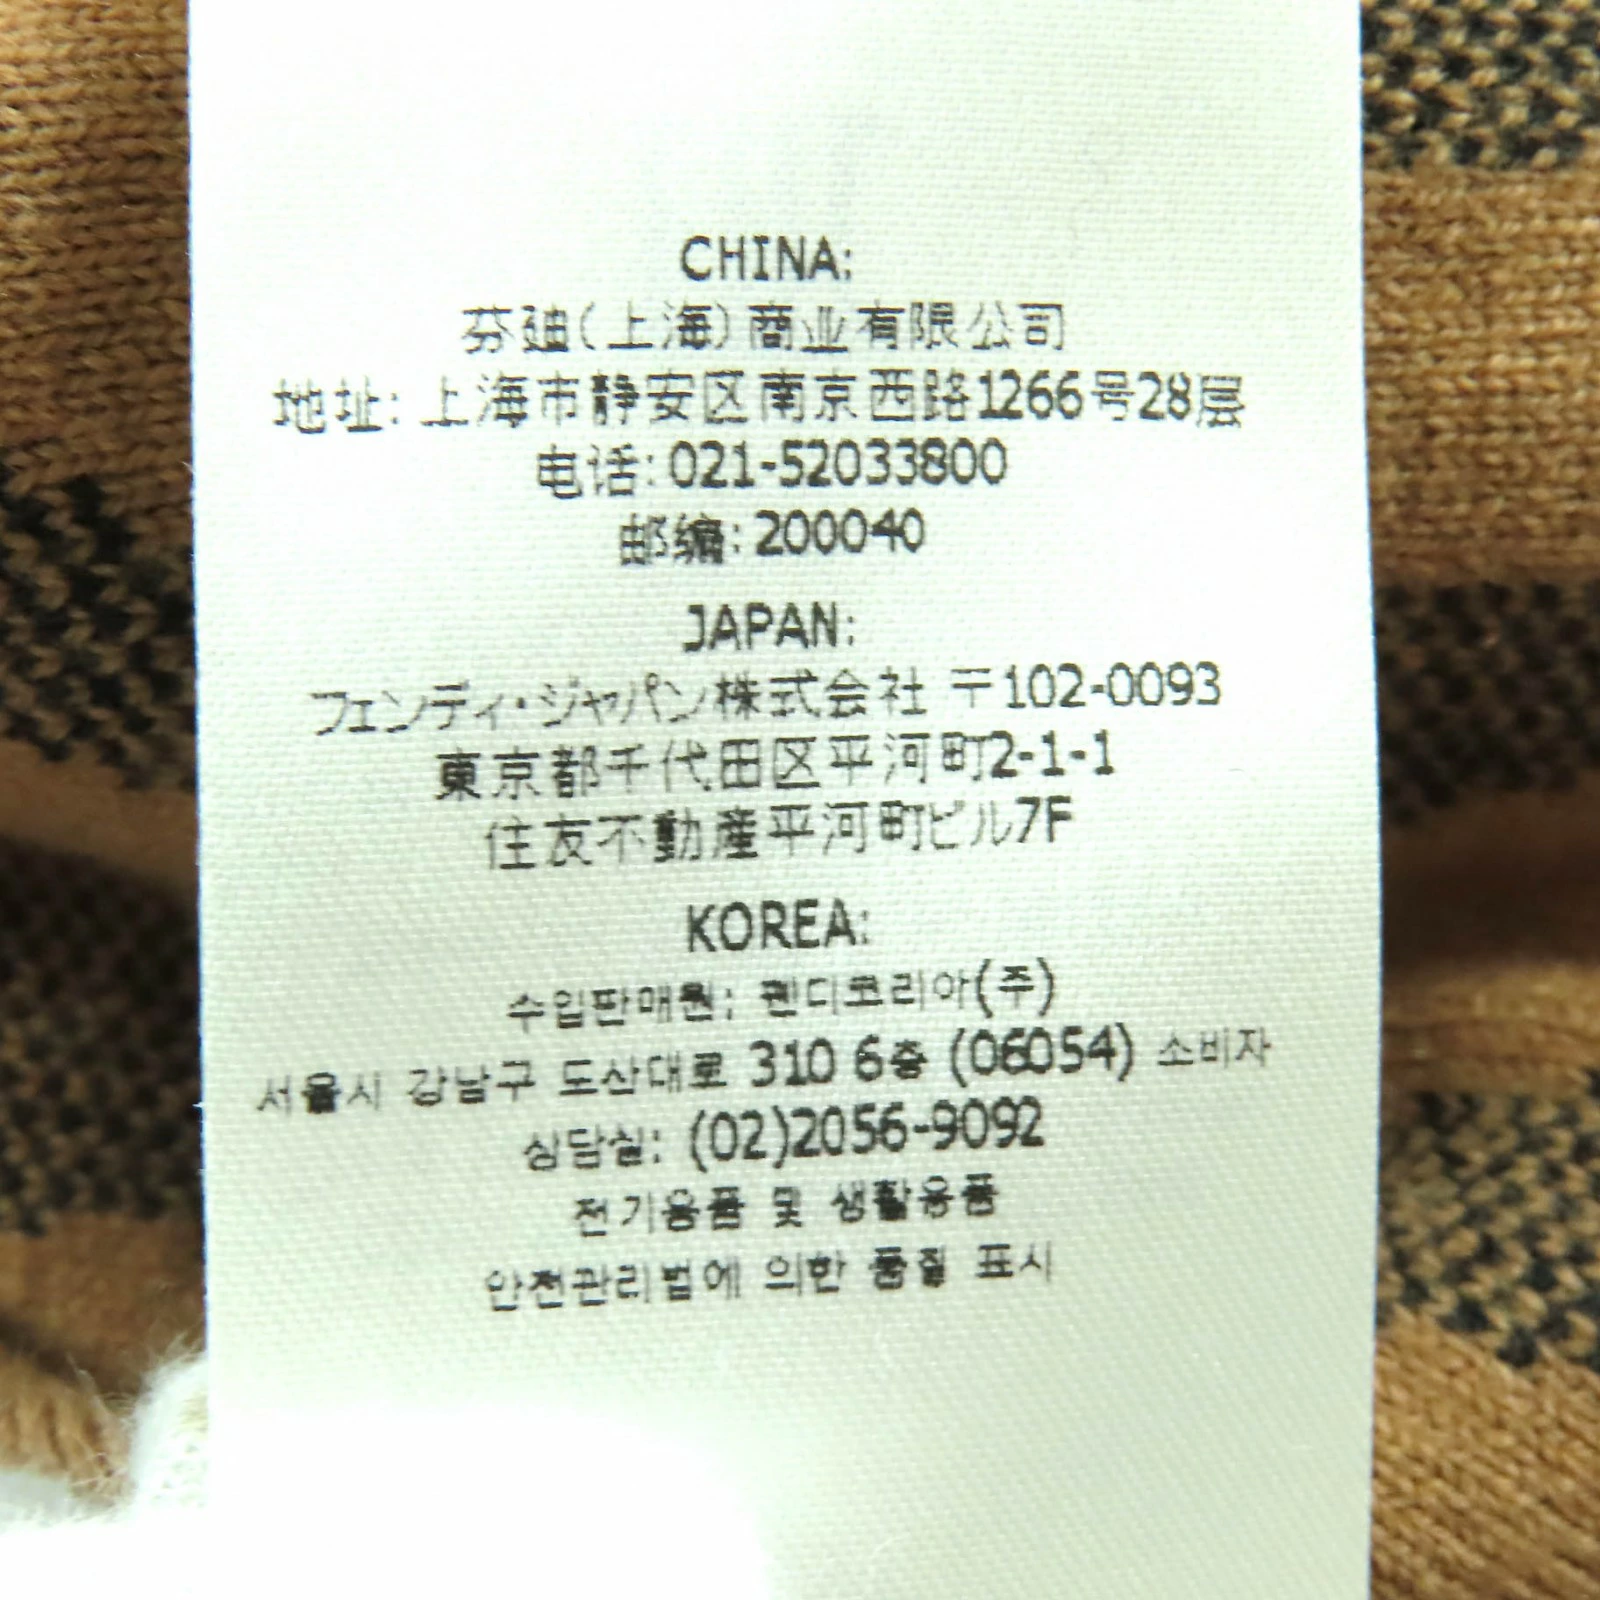 CHINA:
芬迪(上海)商业有限公司
地址: 上海市静安区南京西路1266号28层
电话: 021-52033800
邮编: 200040
JAPAN:
フェンディ・ジャパン株式会社 〒102-0093
東京都千代田区平河町2-1-1
住友不動産平河町ビル7F
KOREA:
수입판매원: 펜디코리아(주)
서울시 강남구 도산대로 310 6층 (06054) 소비자
상담실: (02)2056-9092
전기용품 및 생활용품
안전관리법에 의한 품질 표시